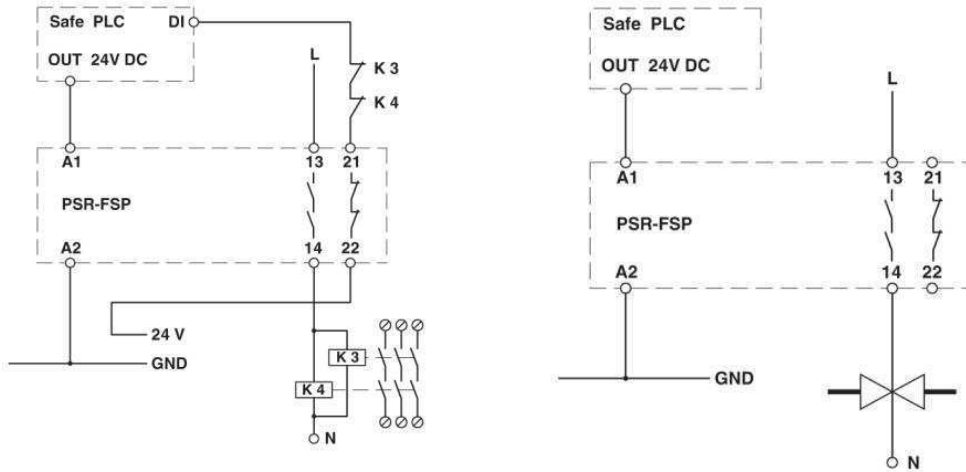 Safe PLC DI
OUT 24V DC
L
K 3
K 4
A1 13 21
PSR-FSP
A2 14 22
24 V
GND
K 3
K 4
N
Safe PLC
OUT 24V DC
L
A1 13 21
PSR-FSP
A2 14 22
GND
N